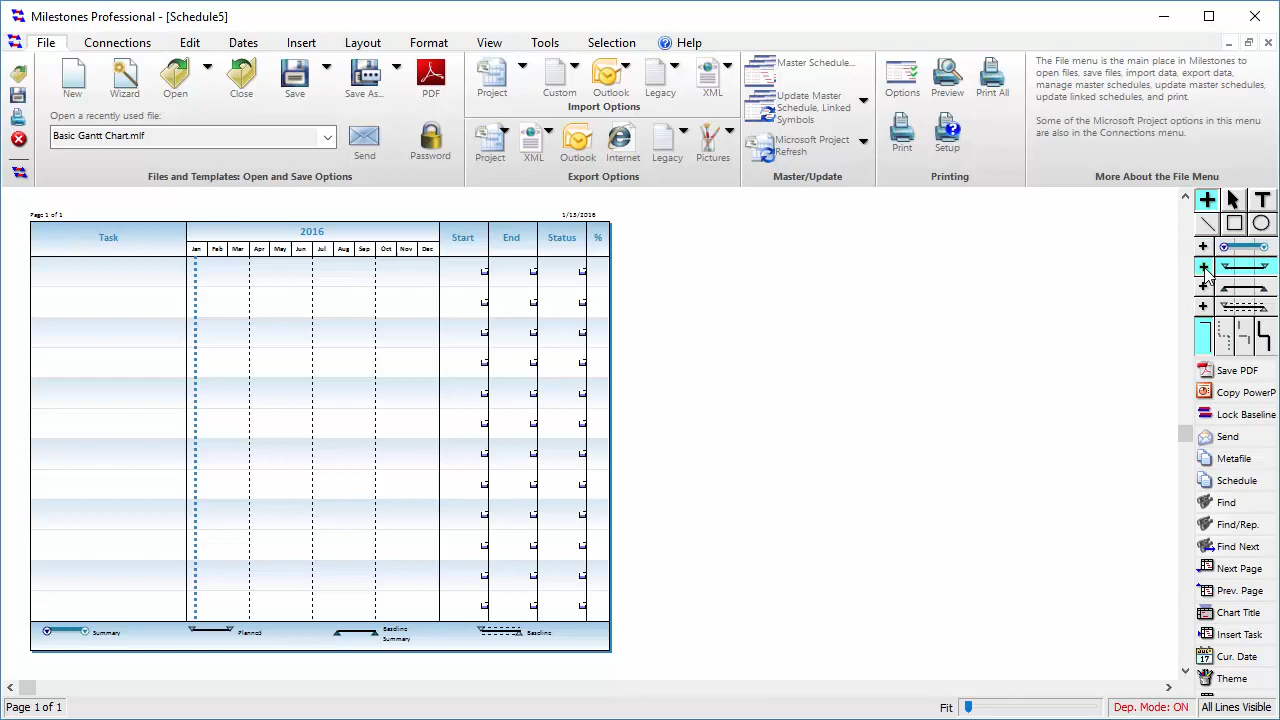 Milestones Professional - [Schedule5]
File Connections Edit Dates Insert Layout Format View Tools Selection Help
New Wizard Open Close Save Save As... PDF
Open a recently used file:
Basic Gantt Chart.mlf
Send Password
Files and Templates: Open and Save Options
Project Custom Outlook Legacy XML
Import Options
Project XML Outlook Internet Legacy Pictures
Export Options
Master Schedule...
Update Master
Schedule, Linked
Symbols
Microsoft Project
Refresh
Master/Update
Options Preview Print All
Print Setup
Printing
The File menu is the main place in Milestones to
open files, save files, import data, export data,
manage master schedules, update master schedules,
update linked schedules, and print.
Some of the Microsoft Project options in this menu
are also in the Connections menu.
More About the File Menu
Page 1 of 1 1/13/2016
Task 2016 Start End Status %
Jan Feb Mar Apr May Jun Jul Aug Sep Oct Nov Dec
Summary Planned Baseline
Summary Baseline
T
Save PDF
Copy PowerP
Lock Baseline
Send
Metafile
Schedule
Find
Find/Rep.
Find Next
Next Page
Prev. Page
Chart Title
Insert Task
17 Cur. Date
Theme
Page 1 of 1 Fit Dep. Mode: ON All Lines Visible